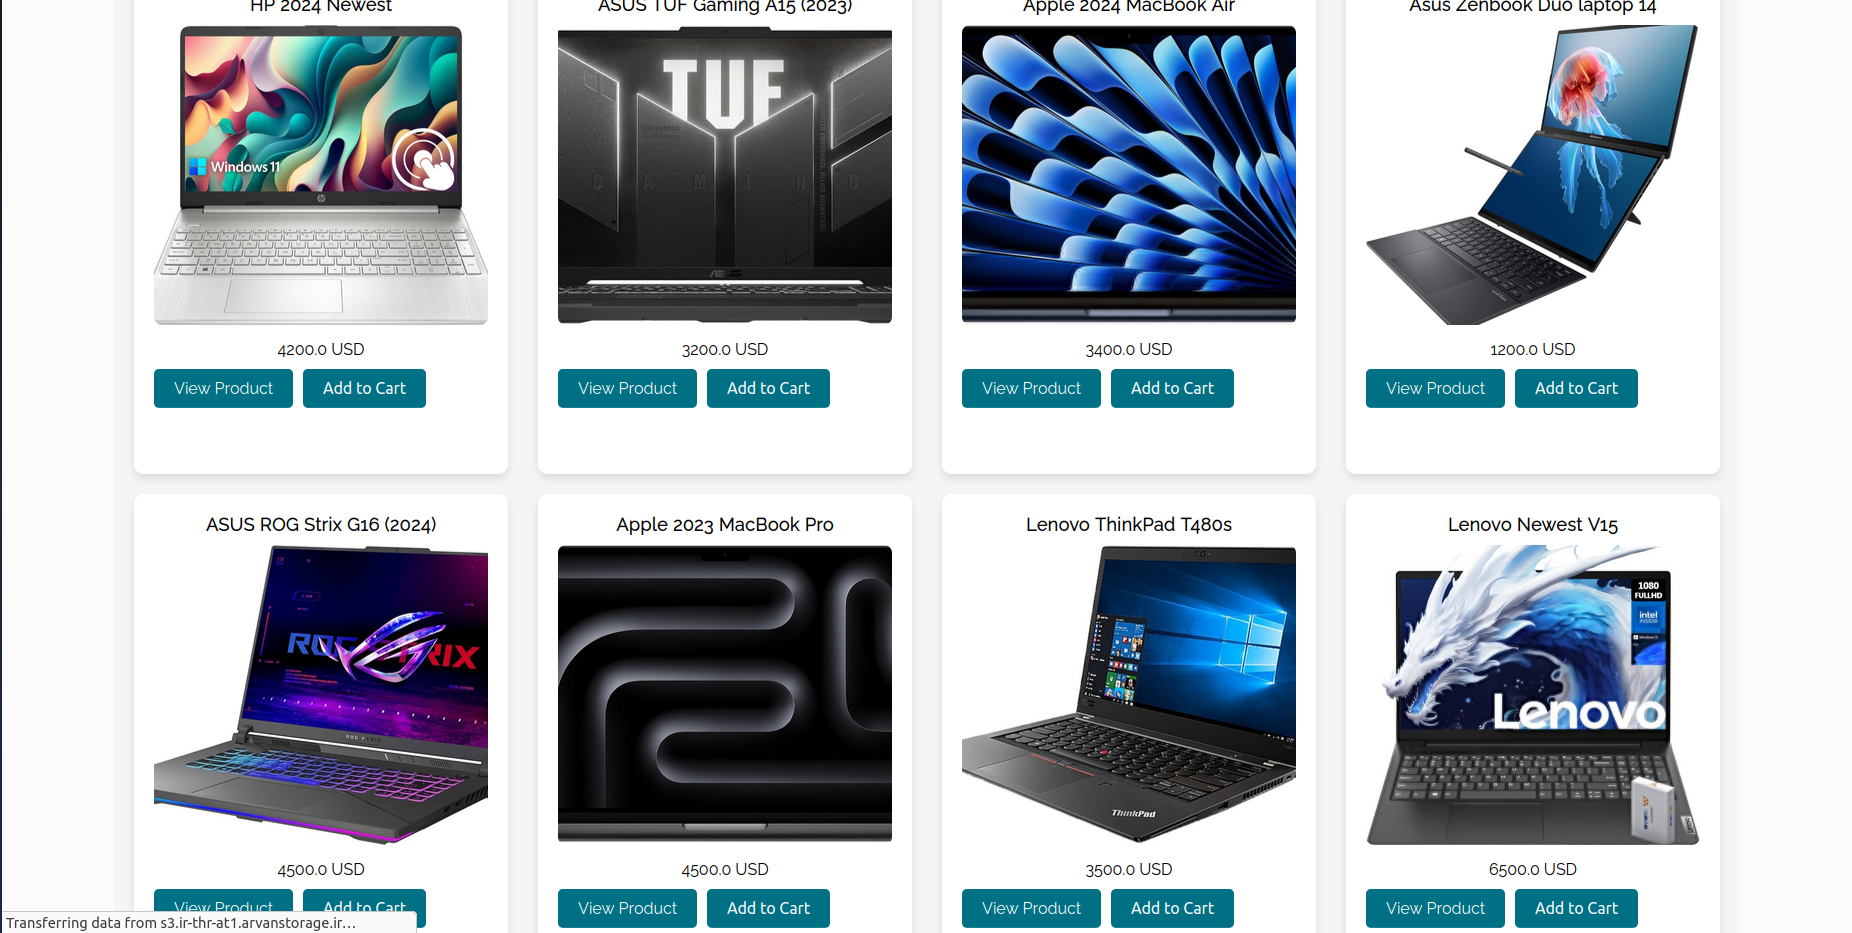 HP 2024 Newest
ASUS TUF Gaming A15 (2023)
Apple 2024 MacBook Air
Asus Zenbook Duo laptop 14
Windows 11
hp
TUF
GAMING
ASUS
4200.0 USD
3200.0 USD
3400.0 USD
1200.0 USD
View Product
Add to Cart
View Product
Add to Cart
View Product
Add to Cart
View Product
Add to Cart
ASUS ROG Strix G16 (2024)
Apple 2023 MacBook Pro
Lenovo ThinkPad T480s
Lenovo Newest V15
1080
FULLHD
intel
Lenovo
ThinkPad
4500.0 USD
4500.0 USD
3500.0 USD
6500.0 USD
View Product
Add to Cart
View Product
Add to Cart
View Product
Add to Cart
View Product
Add to Cart
Transferring data from s3.ir-thr-at1.arvanstorage.ir…